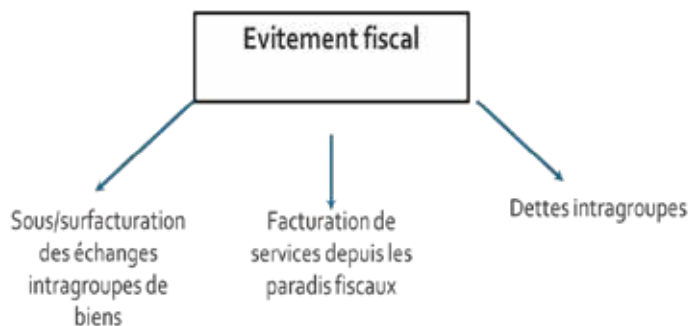 Evitement fiscal
Sous/surfacturation
des échanges
intragroupes de
biens
Facturation de
services depuis les
paradis fiscaux
Dettes intragroupes